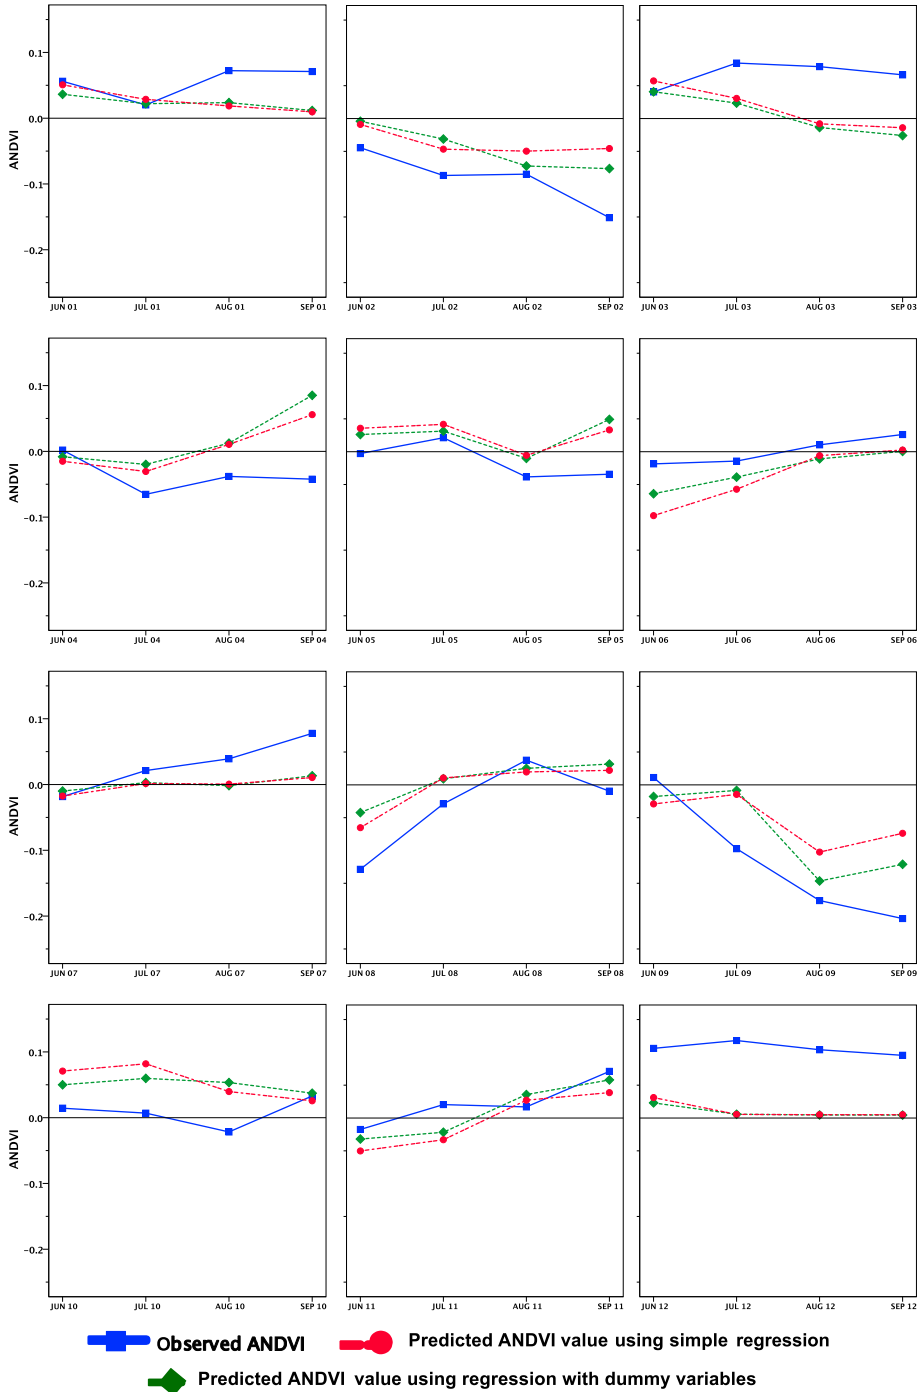 0.1
0.0
−0.1
−0.2
ANDVI
JUN 01 JUL 01 AUG 01 SEP 01 JUN 02 JUL 02 AUG 02 SEP 02 JUN 03 JUL 03 AUG 03 SEP 03
0.1
0.0
−0.1
−0.2
ANDVI
JUN 04 JUL 04 AUG 04 SEP 04 JUN 05 JUL 05 AUG 05 SEP 05 JUN 06 JUL 06 AUG 06 SEP 06
0.1
0.0
−0.1
−0.2
ANDVI
JUN 07 JUL 07 AUG 07 SEP 07 JUN 08 JUL 08 AUG 08 SEP 08 JUN 09 JUL 09 AUG 09 SEP 09
0.1
0.0
−0.1
−0.2
ANDVI
JUN 10 JUL 10 AUG 10 SEP 10 JUN 11 JUL 11 AUG 11 SEP 11 JUN 12 JUL 12 AUG 12 SEP 12
Observed ANDVI Predicted ANDVI value using simple regression
Predicted ANDVI value using regression with dummy variables